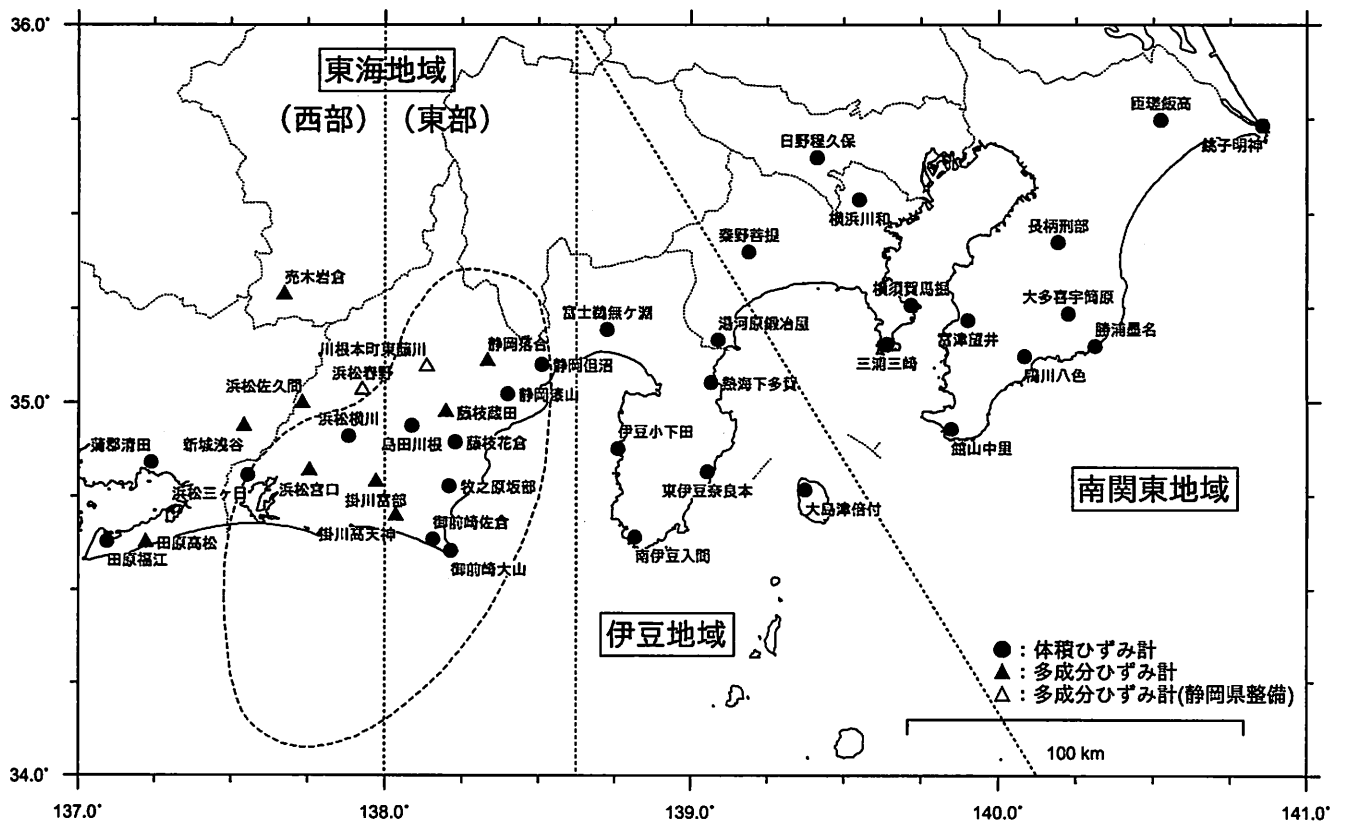 36.0°
東海地域
（西部）（東部）
匝瑳飯高
銚子明神
日野程久保
横浜川和
秦野菩提
長柄刑部
売木岩倉
横須賀馬堀
大多喜宇筒原
富士鵜無ケ淵
湯河原鍛冶屋
勝浦墨名
富津望井
川根本町東藤川
静岡落合
三浦三崎
鴨川八色
浜松春野
静岡但沼
浜松佐久間
熱海下多賀
35.0°
静岡漆山
浜松横川
藤枝蔵田
伊豆小下田
蒲郡清田
新城浅谷
島田川根
藤枝花倉
館山中里
浜松三ケ日
浜松宮口
牧之原坂部
東伊豆奈良本
南関東地域
掛川富部
大島津倍付
御前崎佐倉
掛川高天神
田原高松
田原福江
南伊豆入間
御前崎大山
伊豆地域
●：体積ひずみ計
▲：多成分ひずみ計
△：多成分ひずみ計(静岡県整備)
100 km
34.0°
137.0°
138.0°
139.0°
140.0°
141.0°